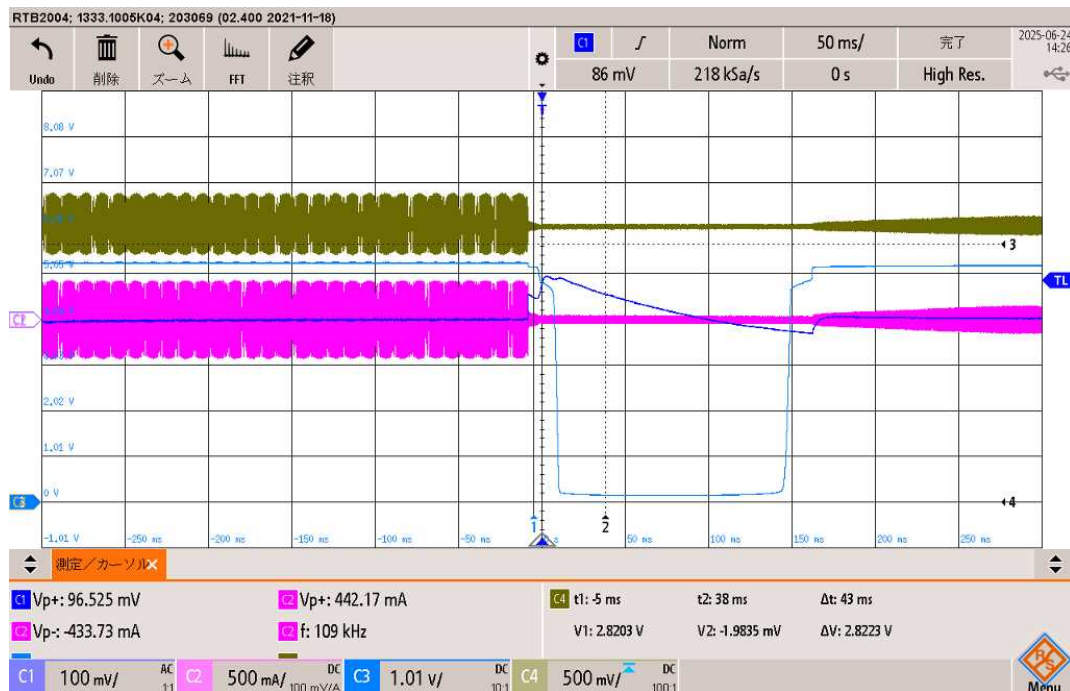 RTB2004; 1333.1005K04; 203069 (02.400 2021-11-18)
Undo 削除 ズーム FFT 注釈
C1 Norm 50 ms/ 完了
86 mV 218 kSa/s 0 s High Res.
2025-06-24
14:26
T
8.08 V
7.07 V
3
5.05 V
TL
C2
2.02 V
1.01 V
0 V
C3
4
1 2
-1.01 V -250 ms -200 ms -150 ms -100 ms -50 ms 50 ms 100 ms 150 ms 200 ms 250 ms
測定/カーソル
C1 Vp+: 96.525 mV C2 Vp+: 442.17 mA C4 t1: -5 ms t2: 38 ms Δt: 43 ms
C2 Vp-: -433.73 mA C2 f: 109 kHz V1: 2.8203 V V2: -1.9835 mV ΔV: 2.8223 V
C1 100 mV/ AC 1:1 C2 500 mA/ DC 100 mV/A C3 1.01 V/ DC 10:1 C4 500 mV/ DC 100:1
R S
Menu